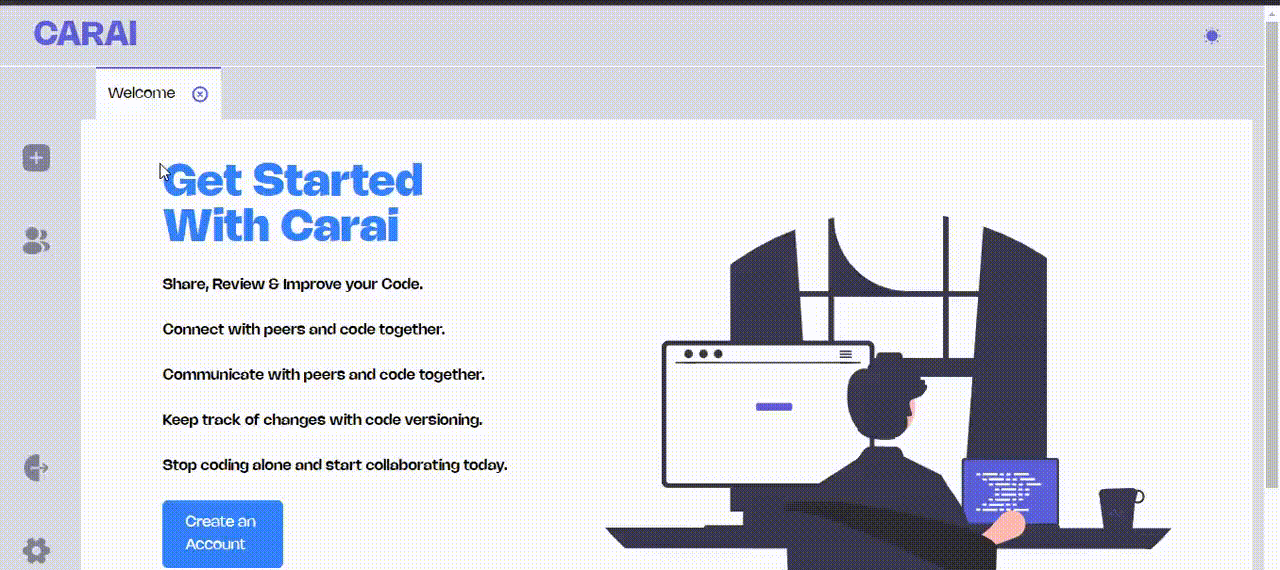 CARAI
Welcome
Get Started
With Carai
Share, Review & Improve your Code.
Connect with peers and code together.
Communicate with peers and code together.
Keep track of changes with code versioning.
Stop coding alone and start collaborating today.
Create an
Account